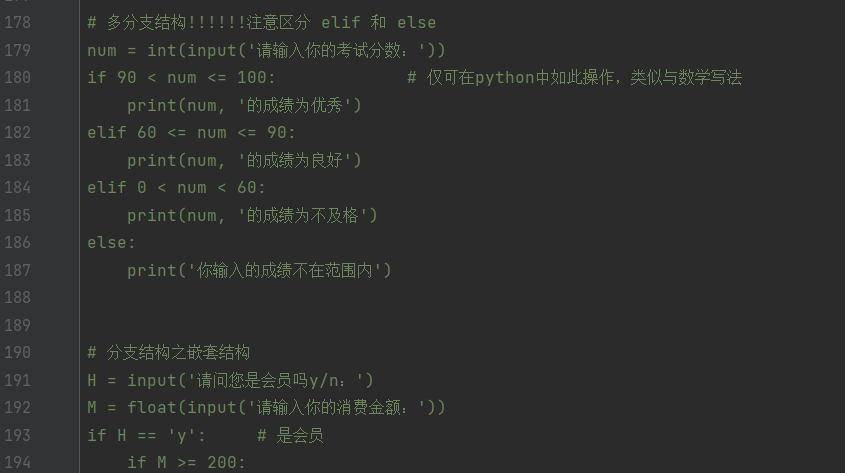 178 # 多分支结构!!!!!!注意区分 elif 和 else
179 num = int(input('请输入你的考试分数：'))
180 if 90 < num <= 100: # 仅可在python中如此操作，类似与数学写法
181 print(num, '的成绩为优秀')
182 elif 60 <= num <= 90:
183 print(num, '的成绩为良好')
184 elif 0 < num < 60:
185 print(num, '的成绩为不及格')
186 else:
187 print('你输入的成绩不在范围内')
188
189
190 # 分支结构之嵌套结构
191 H = input('请问您是会员吗y/n：')
192 M = float(input('请输入你的消费金额：'))
193 if H == 'y': # 是会员
194 if M >= 200: